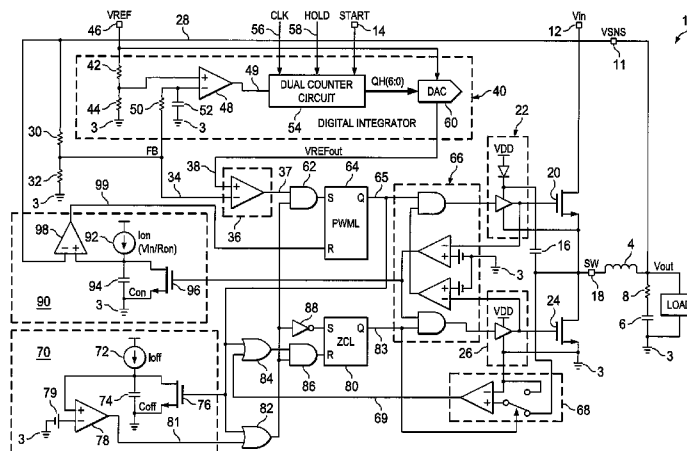 VREF
46
28
CLK
56
HOLD
58
START
14
Vin
12
VSNS
11
1
42
44
3
50
52
3
48
49
DUAL COUNTER
CIRCUIT
54
QH(6:0)
DAC
60
40
DIGITAL INTEGRATOR
30
32
3
FB
34
38
VREFout
36
37
62
64
65
S
Q
PWML
R
66
22
VDD
20
16
SW
18
4
Vout
8
6
3
LOAD
99
98
92
Ion
(Vin/Ron)
94
Con
3
96
90
3
24
VDD
26
3
70
72
Ioff
74
Coff
76
79
3
78
81
82
84
86
88
S
Q
ZCL
R
80
83
69
68